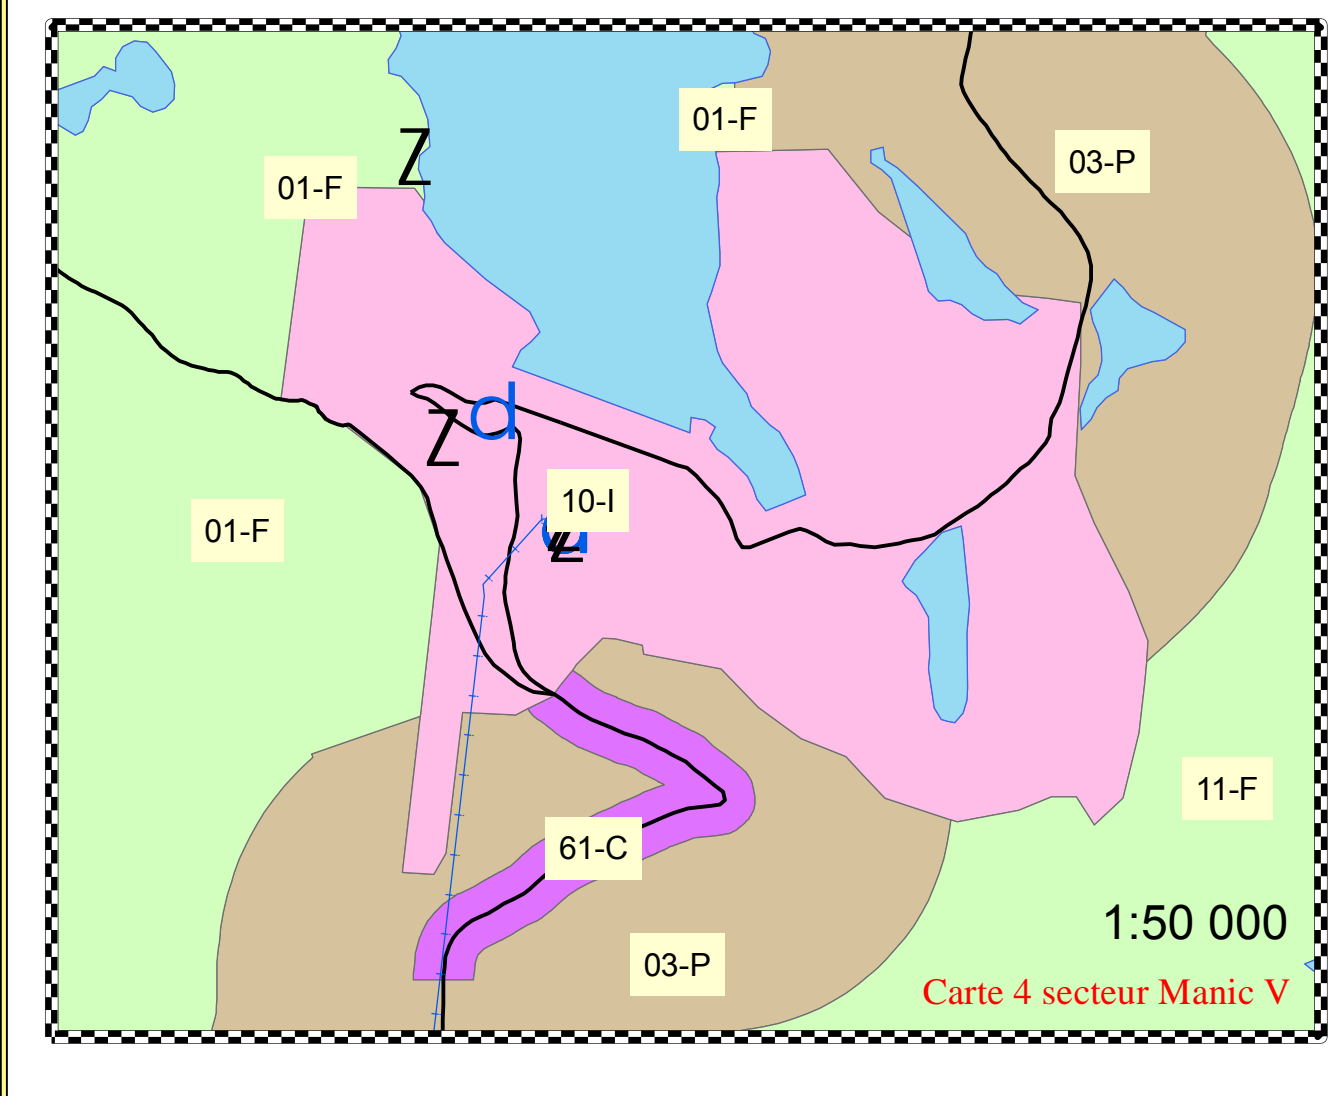 01-F
03-P
Z
01-F
d
Z
10-I
01-F
d
Z
11-F
61-C
1:50 000
03-P
Carte 4 secteur Manic V